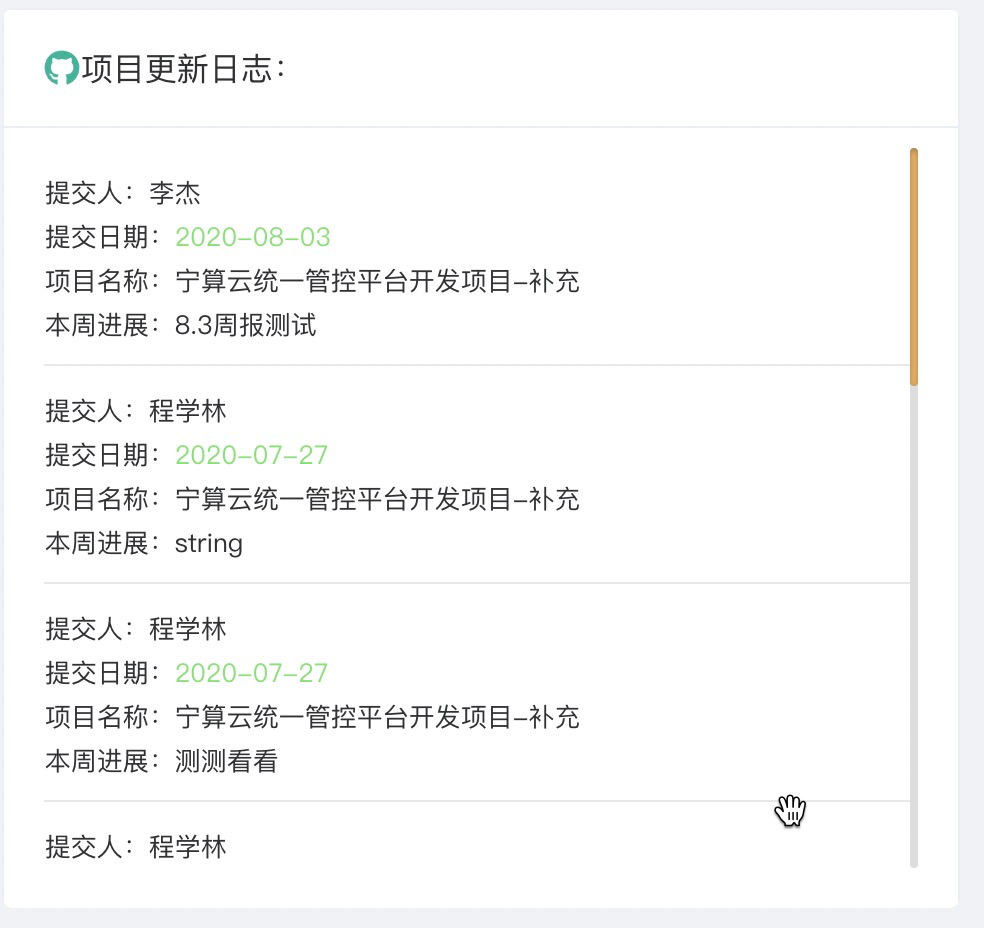 项目更新日志：
提交人：李杰
提交日期：2020-08-03
项目名称：宁算云统一管控平台开发项目-补充
本周进展：8.3周报测试
提交人：程学林
提交日期：2020-07-27
项目名称：宁算云统一管控平台开发项目-补充
本周进展：string
提交人：程学林
提交日期：2020-07-27
项目名称：宁算云统一管控平台开发项目-补充
本周进展：测测看看
提交人：程学林